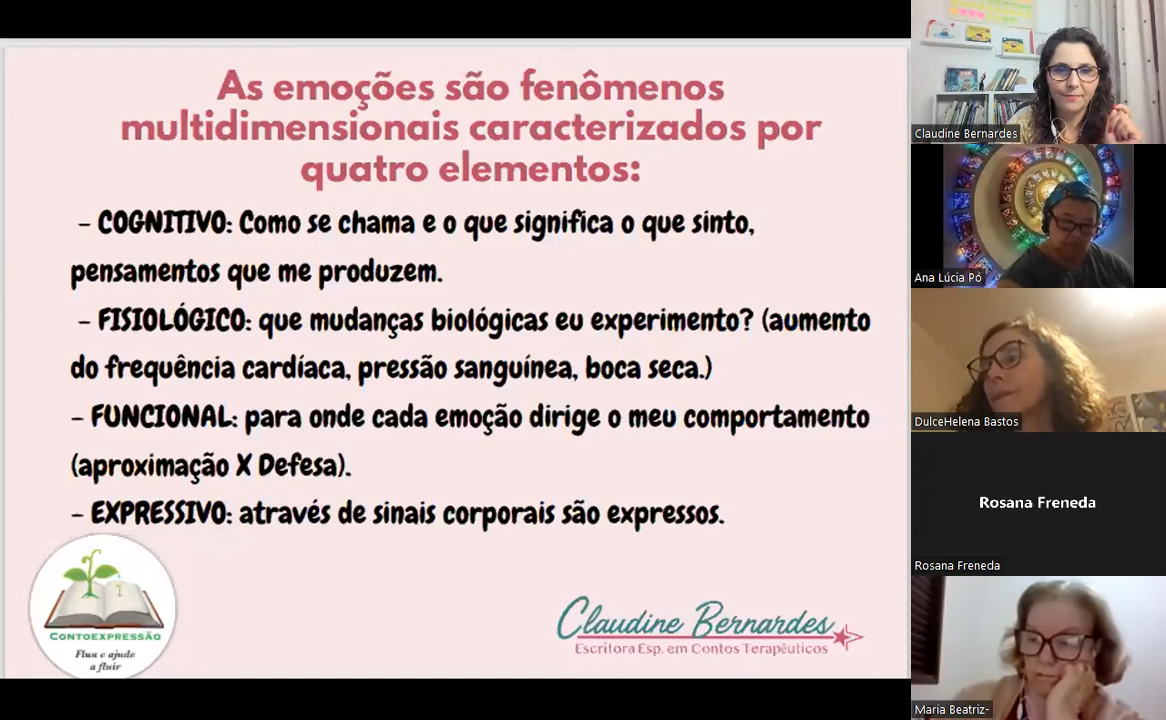 As emoções são fenômenos
multidimensionais caracterizados por
quatro elementos:
– COGNITIVO: Como se chama e o que significa o que sinto,
pensamentos que me produzem.
– FISIOLÓGICO: que mudanças biológicas eu experimento? (aumento
do frequência cardíaca, pressão sanguínea, boca seca.)
– FUNCIONAL: para onde cada emoção dirige o meu comportamento
(aproximação X Defesa).
– EXPRESSIVO: através de sinais corporais são expressos.
CONTOEXPRESSÃO
Flua e ajude
a fluir
Claudine Bernardes
Escritora Esp. em Contos Terapêuticos
Claudine Bernardes
Ana Lúcia Pó
DulceHelena Bastos
Rosana Freneda
Rosana Freneda
Maria Beatriz-